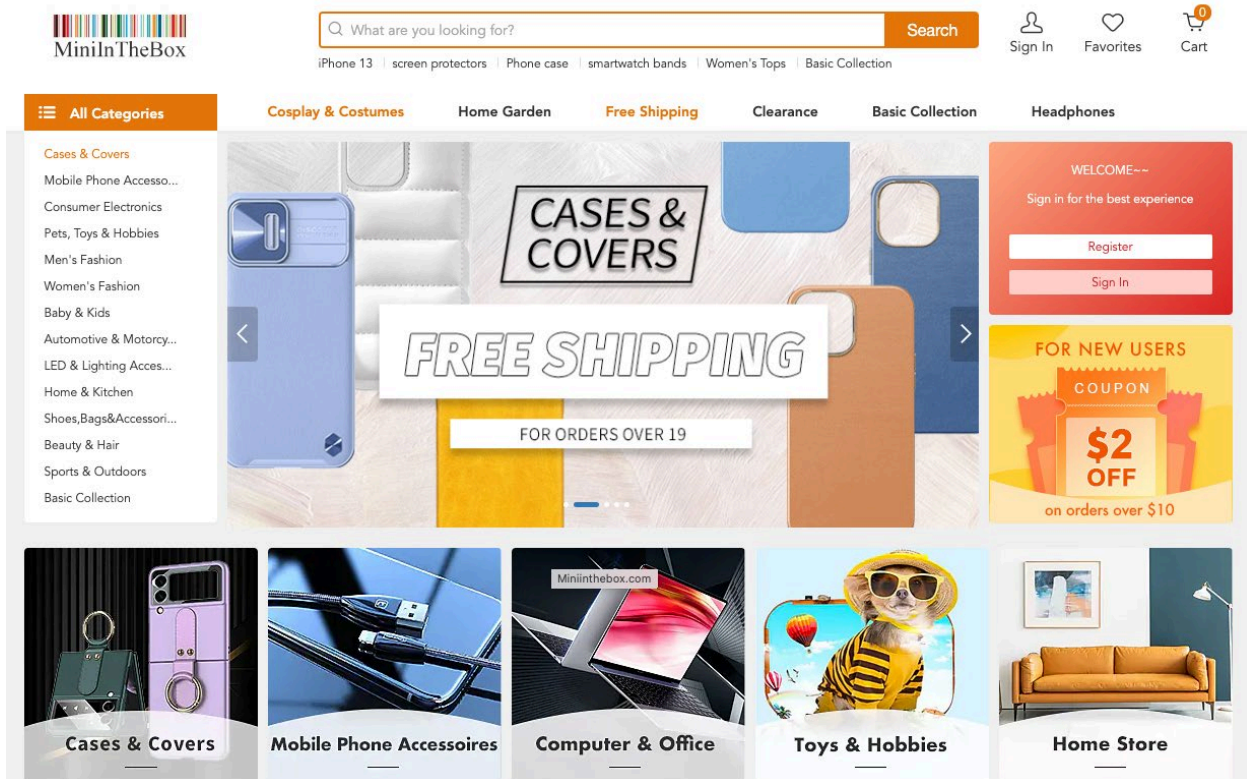 MiniInTheBox
What are you looking for?
Search
iPhone 13
screen protectors
Phone case
smartwatch bands
Women's Tops
Basic Collection
Sign In
Favorites
0
Cart
All Categories
Cosplay & Costumes
Home Garden
Free Shipping
Clearance
Basic Collection
Headphones
Cases & Covers
Mobile Phone Accesso...
Consumer Electronics
Pets, Toys & Hobbies
Men's Fashion
Women's Fashion
Baby & Kids
Automotive & Motorcy...
LED & Lighting Acces...
Home & Kitchen
Shoes,Bags&Accessori...
Beauty & Hair
Sports & Outdoors
Basic Collection
CASES &
COVERS
FREE SHIPPING
FOR ORDERS OVER 19
WELCOME~~
Sign in for the best experience
Register
Sign In
FOR NEW USERS
COUPON
$2
OFF
on orders over $10
Miniinthebox.com
Cases & Covers
Mobile Phone Accessoires
Computer & Office
Toys & Hobbies
Home Store